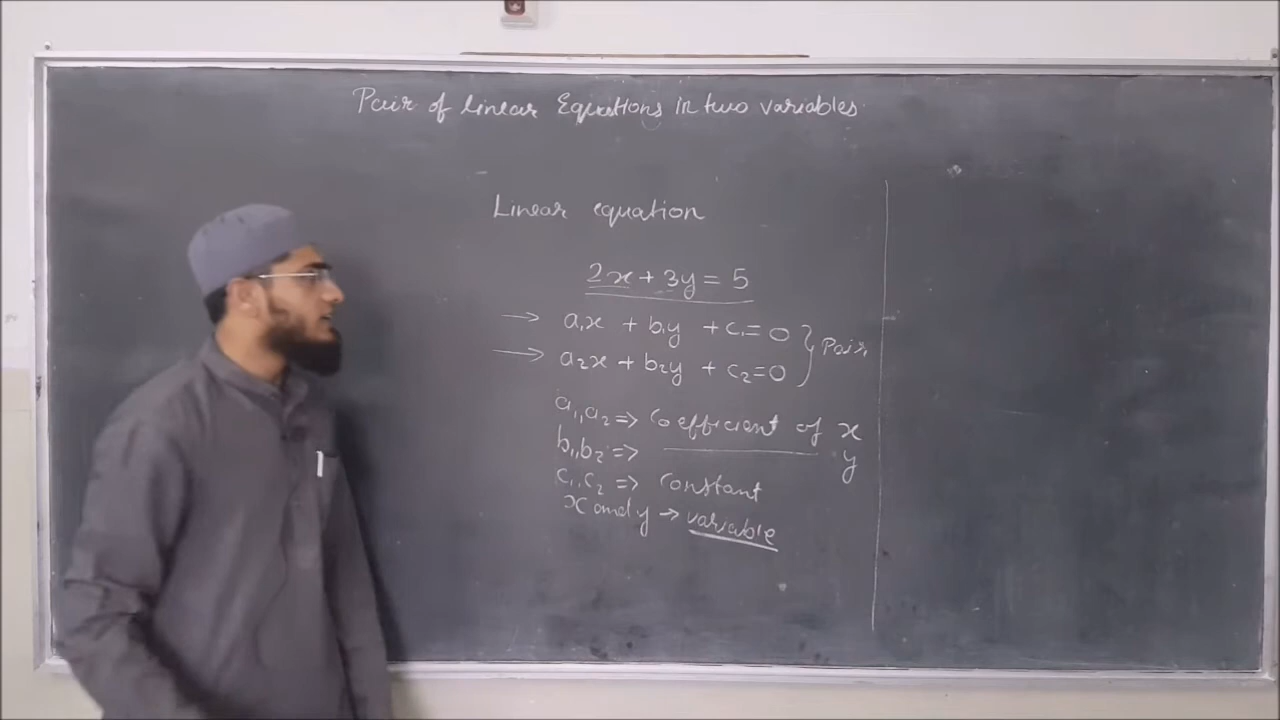 Pair of linear Equations in two variables
Linear equation
2x + 3y = 5
→ a₁x + b₁y + c₁ = 0 } Pair
→ a₂x + b₂y + c₂ = 0
a₁, a₂ => coefficient of x
b₁, b₂ => ———— y
c₁, c₂ => constant
x and y → variable